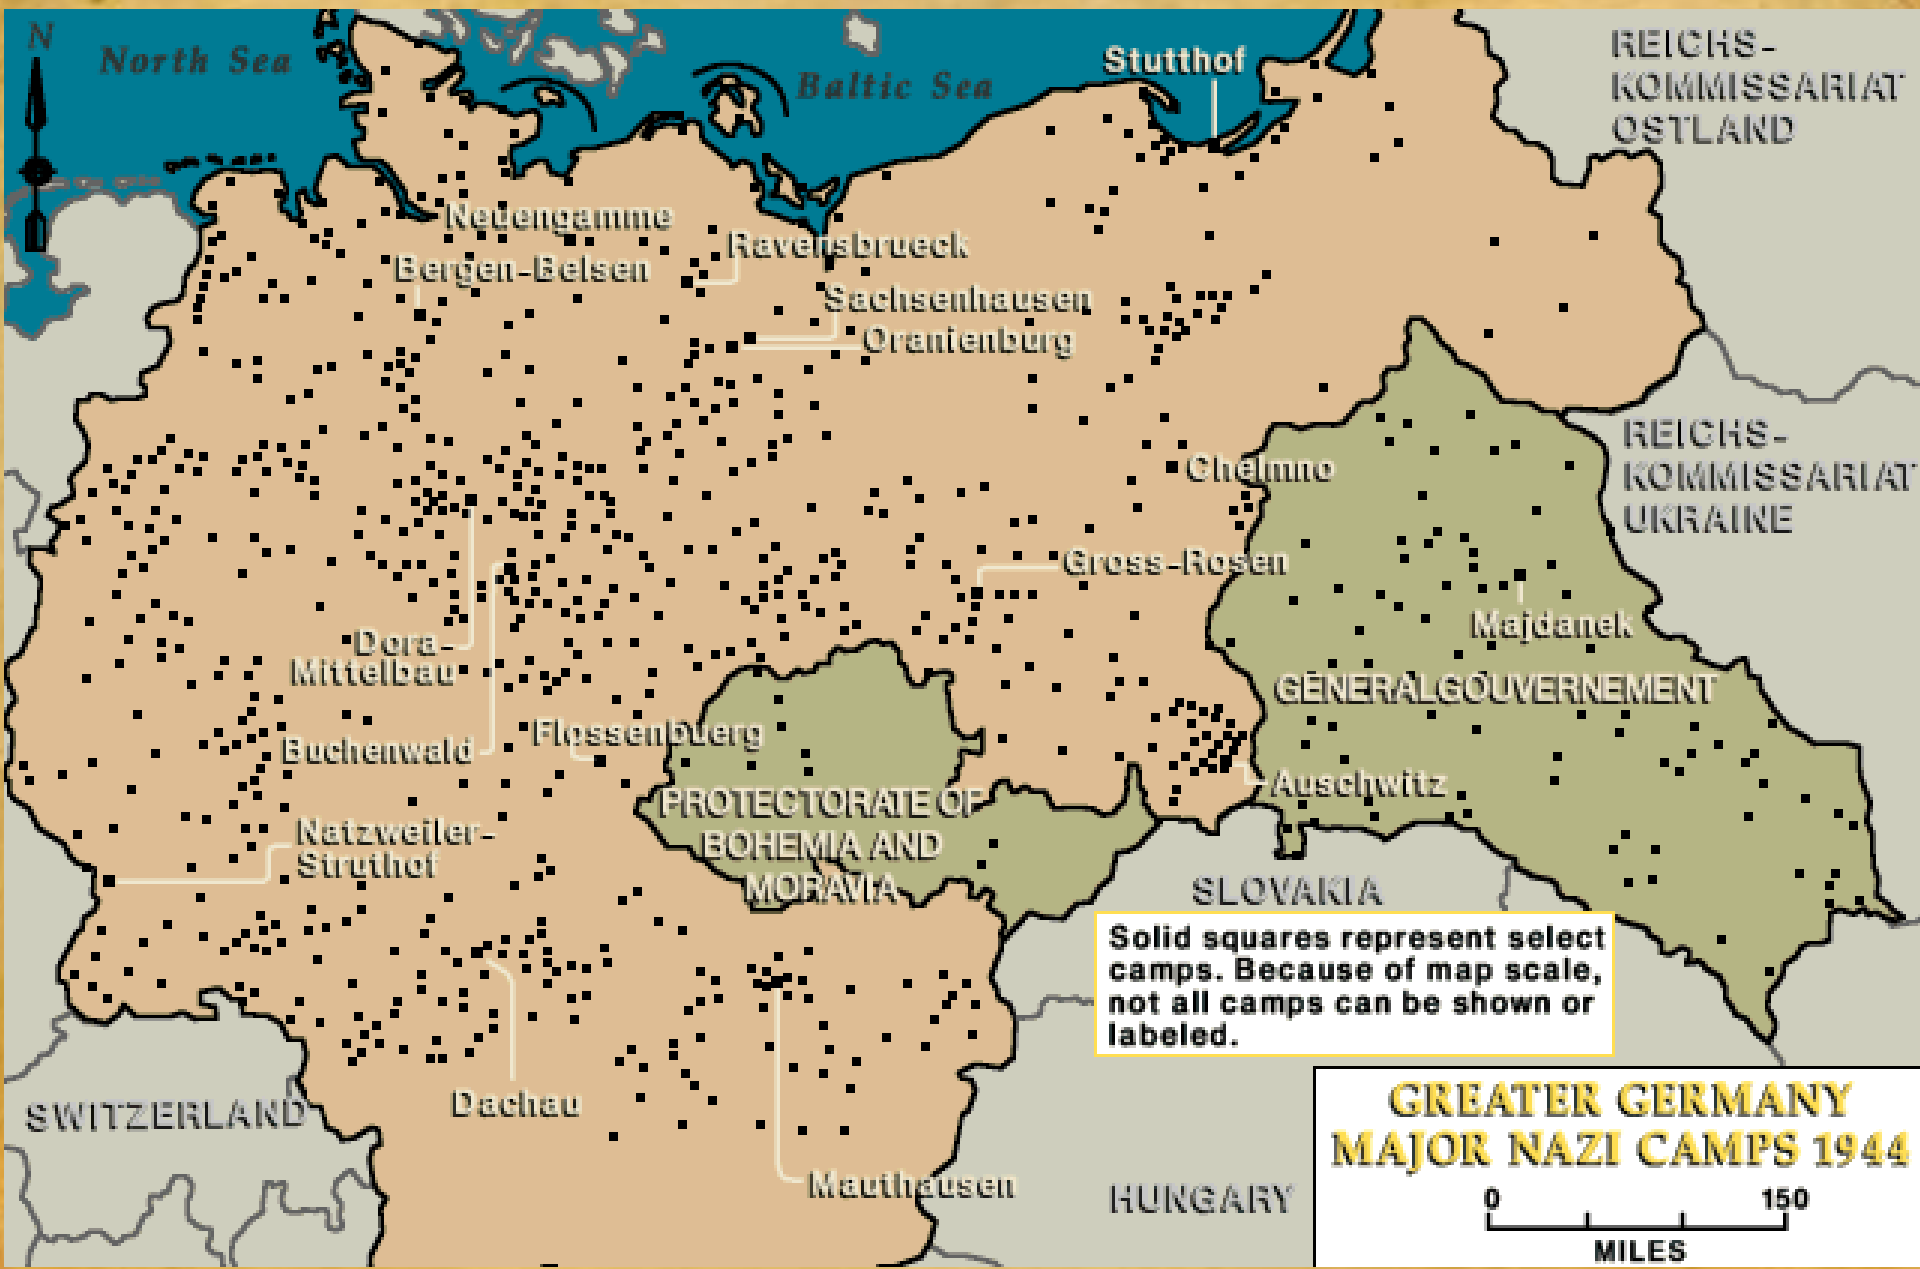 N
North Sea
Baltic Sea
Stutthof
REICHS-
KOMMISSARIAT
OSTLAND
Neuengamme
Ravensbrueck
Bergen-Belsen
Sachsenhausen
Oranienburg
REICHS-
KOMMISSARIAT
UKRAINE
Chelmno
Gross-Rosen
Majdanek
Dora-
Mittelbau
GENERALGOUVERNEMENT
Buchenwald
Flossenbuerg
Auschwitz
PROTECTORATE OF
BOHEMIA AND
MORAVIA
Natzweiler-
Struthof
SLOVAKIA
Solid squares represent select
camps. Because of map scale,
not all camps can be shown or
labeled.
Dachau
SWITZERLAND
Mauthausen
HUNGARY
GREATER GERMANY
MAJOR NAZI CAMPS 1944
0 150
MILES